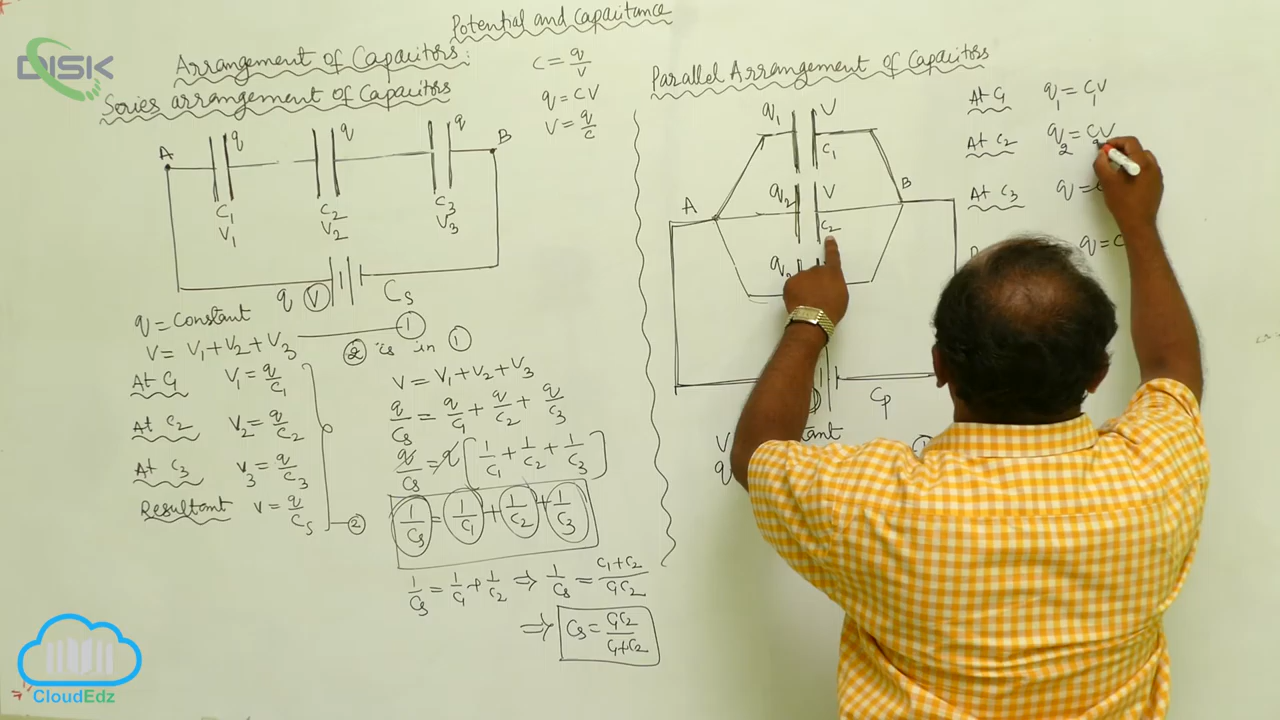 Potential and Capacitance
DISK
Arrangement of Capacitors:
Series arrangement of Capacitors
C = q/V
q = CV
V = q/C
q q q
A B
C1 C2 C3
V1 V2 V3
q V Cs
q = Constant
V = V1+V2+V3 ①
② is in ①
At C1 V1 = q/C1
At C2 V2 = q/C2
At C3 V3 = q/C3
Resultant V = q/Cs ②
V = V1+V2+V3
q/Cs = q/C1 + q/C2 + q/C3
q/Cs = q[1/C1 + 1/C2 + 1/C3]
1/Cs = 1/C1 + 1/C2 + 1/C3
1/Cs = 1/C1 + 1/C2 ⇒ 1/Cs = C1+C2/C1C2
⇒ Cs = C1C2/C1+C2
Parallel Arrangement of Capacitors
q1 V
C1
q2 V
A B
C2
Cp
V
q
At C1 q1 = C1V
At C2 q2 = C2V
At C3 q =
q = C
CloudEdz